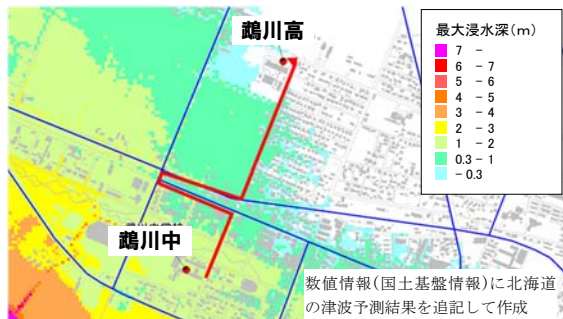 鵡川高
最大浸水深(m)
7 -
6 - 7
5 - 6
4 - 5
3 - 4
2 - 3
1 - 2
0.3 - 1
- 0.3
鵡川中
数値情報(国土基盤情報)に北海道
の津波予測結果を追記して作成